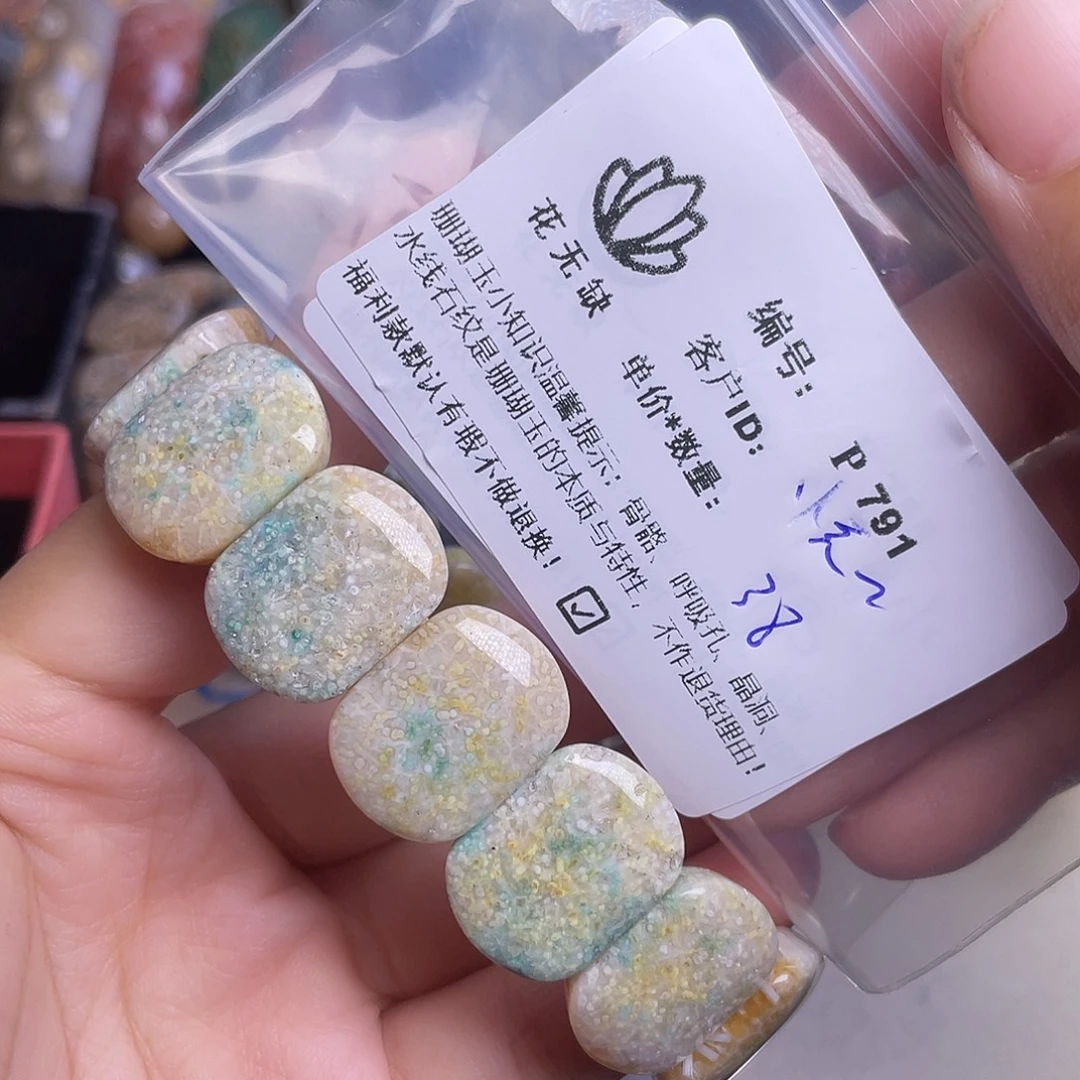 花无缺
编号：P791
客户ID：
单价*数量：38
珊瑚玉小知识温馨提示：骨骼、呼吸孔、晶洞、
水线石纹是珊瑚玉的本质与特性，不作退货理由！
福利款默认有瑕不做退换！